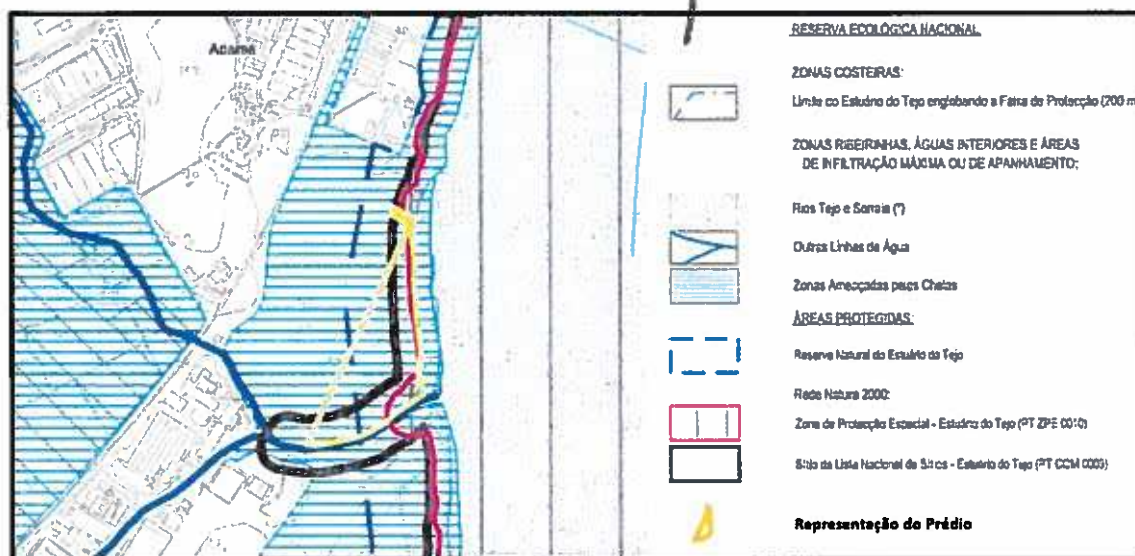 Adarse
RESERVA ECOLÓGICA NACIONAL
ZONAS COSTEIRAS:
Limite do Estuário do Tejo englobando a Faixa de Protecção (200 m
ZONAS RIBEIRINHAS, ÁGUAS INTERIORES E ÁREAS
DE INFILTRAÇÃO MÁXIMA OU DE APANHAMENTO;
Rios Tejo e Sorraia (*)
Outras Linhas de Água
Zonas Ameaçadas pelas Cheias
ÁREAS PROTEGIDAS:
Reserva Natural do Estuário do Tejo
Rede Natura 2000:
Zona de Protecção Especial - Estuário do Tejo (PT ZPE 0010)
Sítio da Lista Nacional de Sítios - Estuário do Tejo (PT CCM 0009)
Representação do Prédio